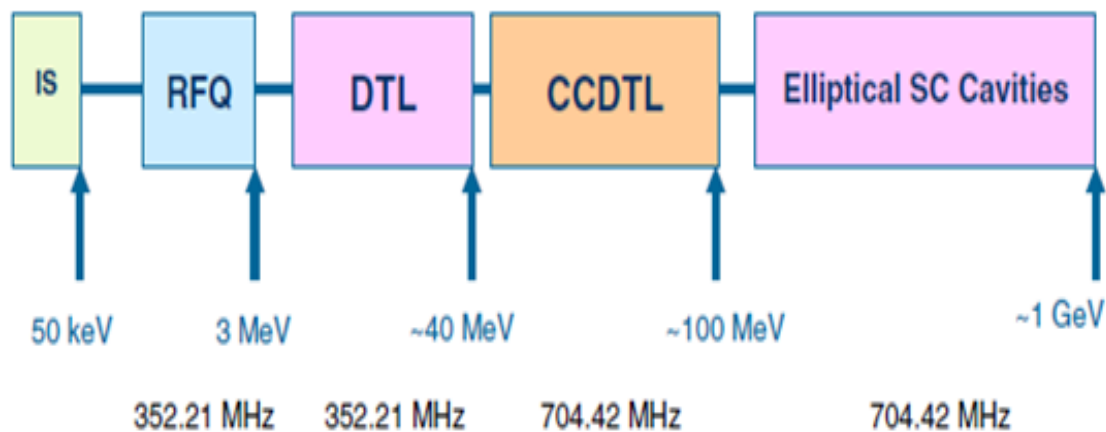 IS
RFQ
DTL
CCDTL
Elliptical SC Cavities
50 keV
3 MeV
~40 MeV
~100 MeV
~1 GeV
352.21 MHz
352.21 MHz
704.42 MHz
704.42 MHz